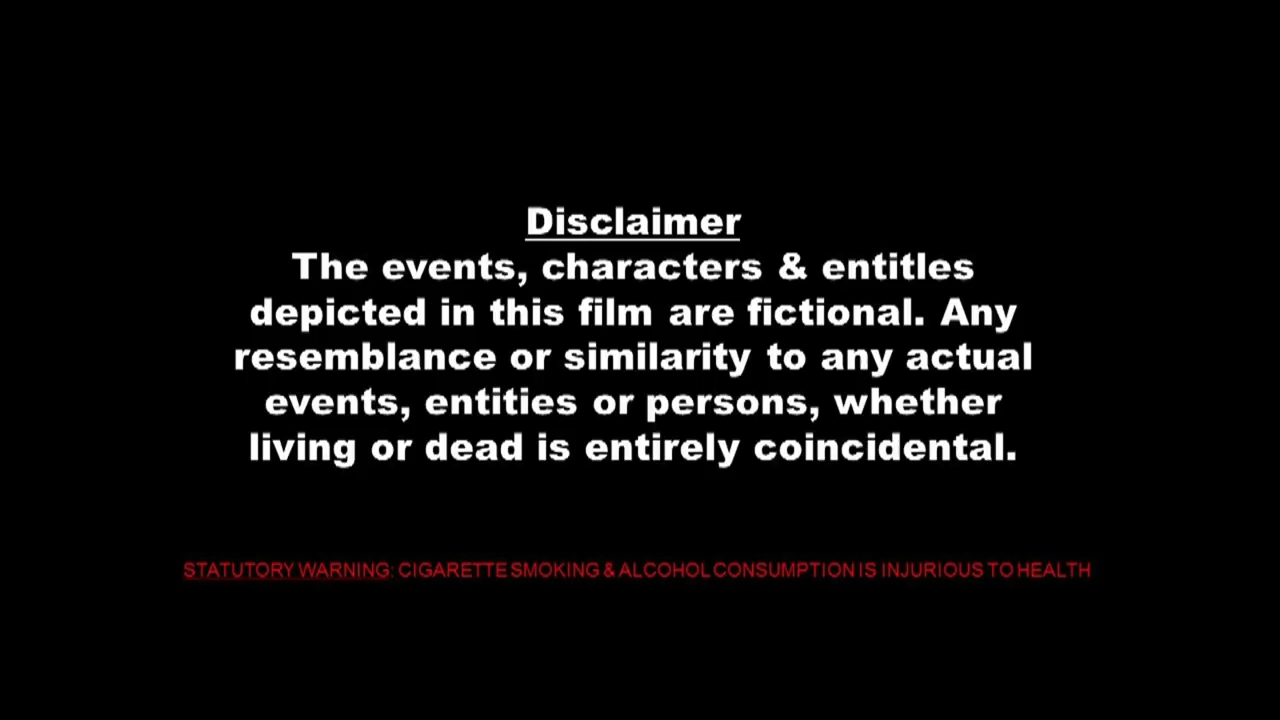 Disclaimer
The events, characters & entitles
depicted in this film are fictional. Any
resemblance or similarity to any actual
events, entities or persons, whether
living or dead is entirely coincidental.
STATUTORY WARNING: CIGARETTE SMOKING & ALCOHOL CONSUMPTION IS INJURIOUS TO HEALTH